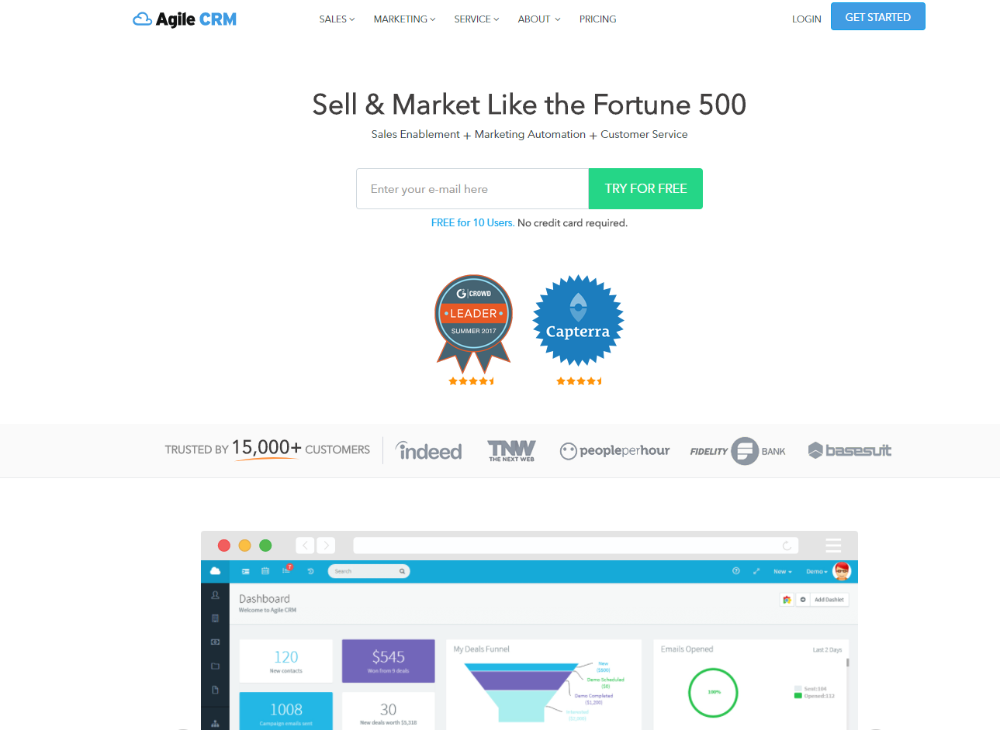 Agile CRM
SALES
MARKETING
SERVICE
ABOUT
PRICING
LOGIN
GET STARTED
Sell & Market Like the Fortune 500
Sales Enablement + Marketing Automation + Customer Service
Enter your e-mail here
TRY FOR FREE
FREE for 10 Users. No credit card required.
G2 CROWD
LEADER
SUMMER 2017
Capterra
TRUSTED BY 15,000+ CUSTOMERS
indeed
TNW
THE NEXT WEB
peopleperhour
FIDELITY BANK
basesuit
7
Search
New
Demo
Dashboard
Welcome to Agile CRM
Add Dashlet
120
New contacts
$545
Won from 9 deals
My Deals Funnel
New
($600)
Demo Scheduled
($0)
Demo Completed
($1,200)
Interested
Emails Opened
Last 2 Days
100%
Sent:104
Opened:112
1008
Campaign emails sent
30
New deals worth $5,318